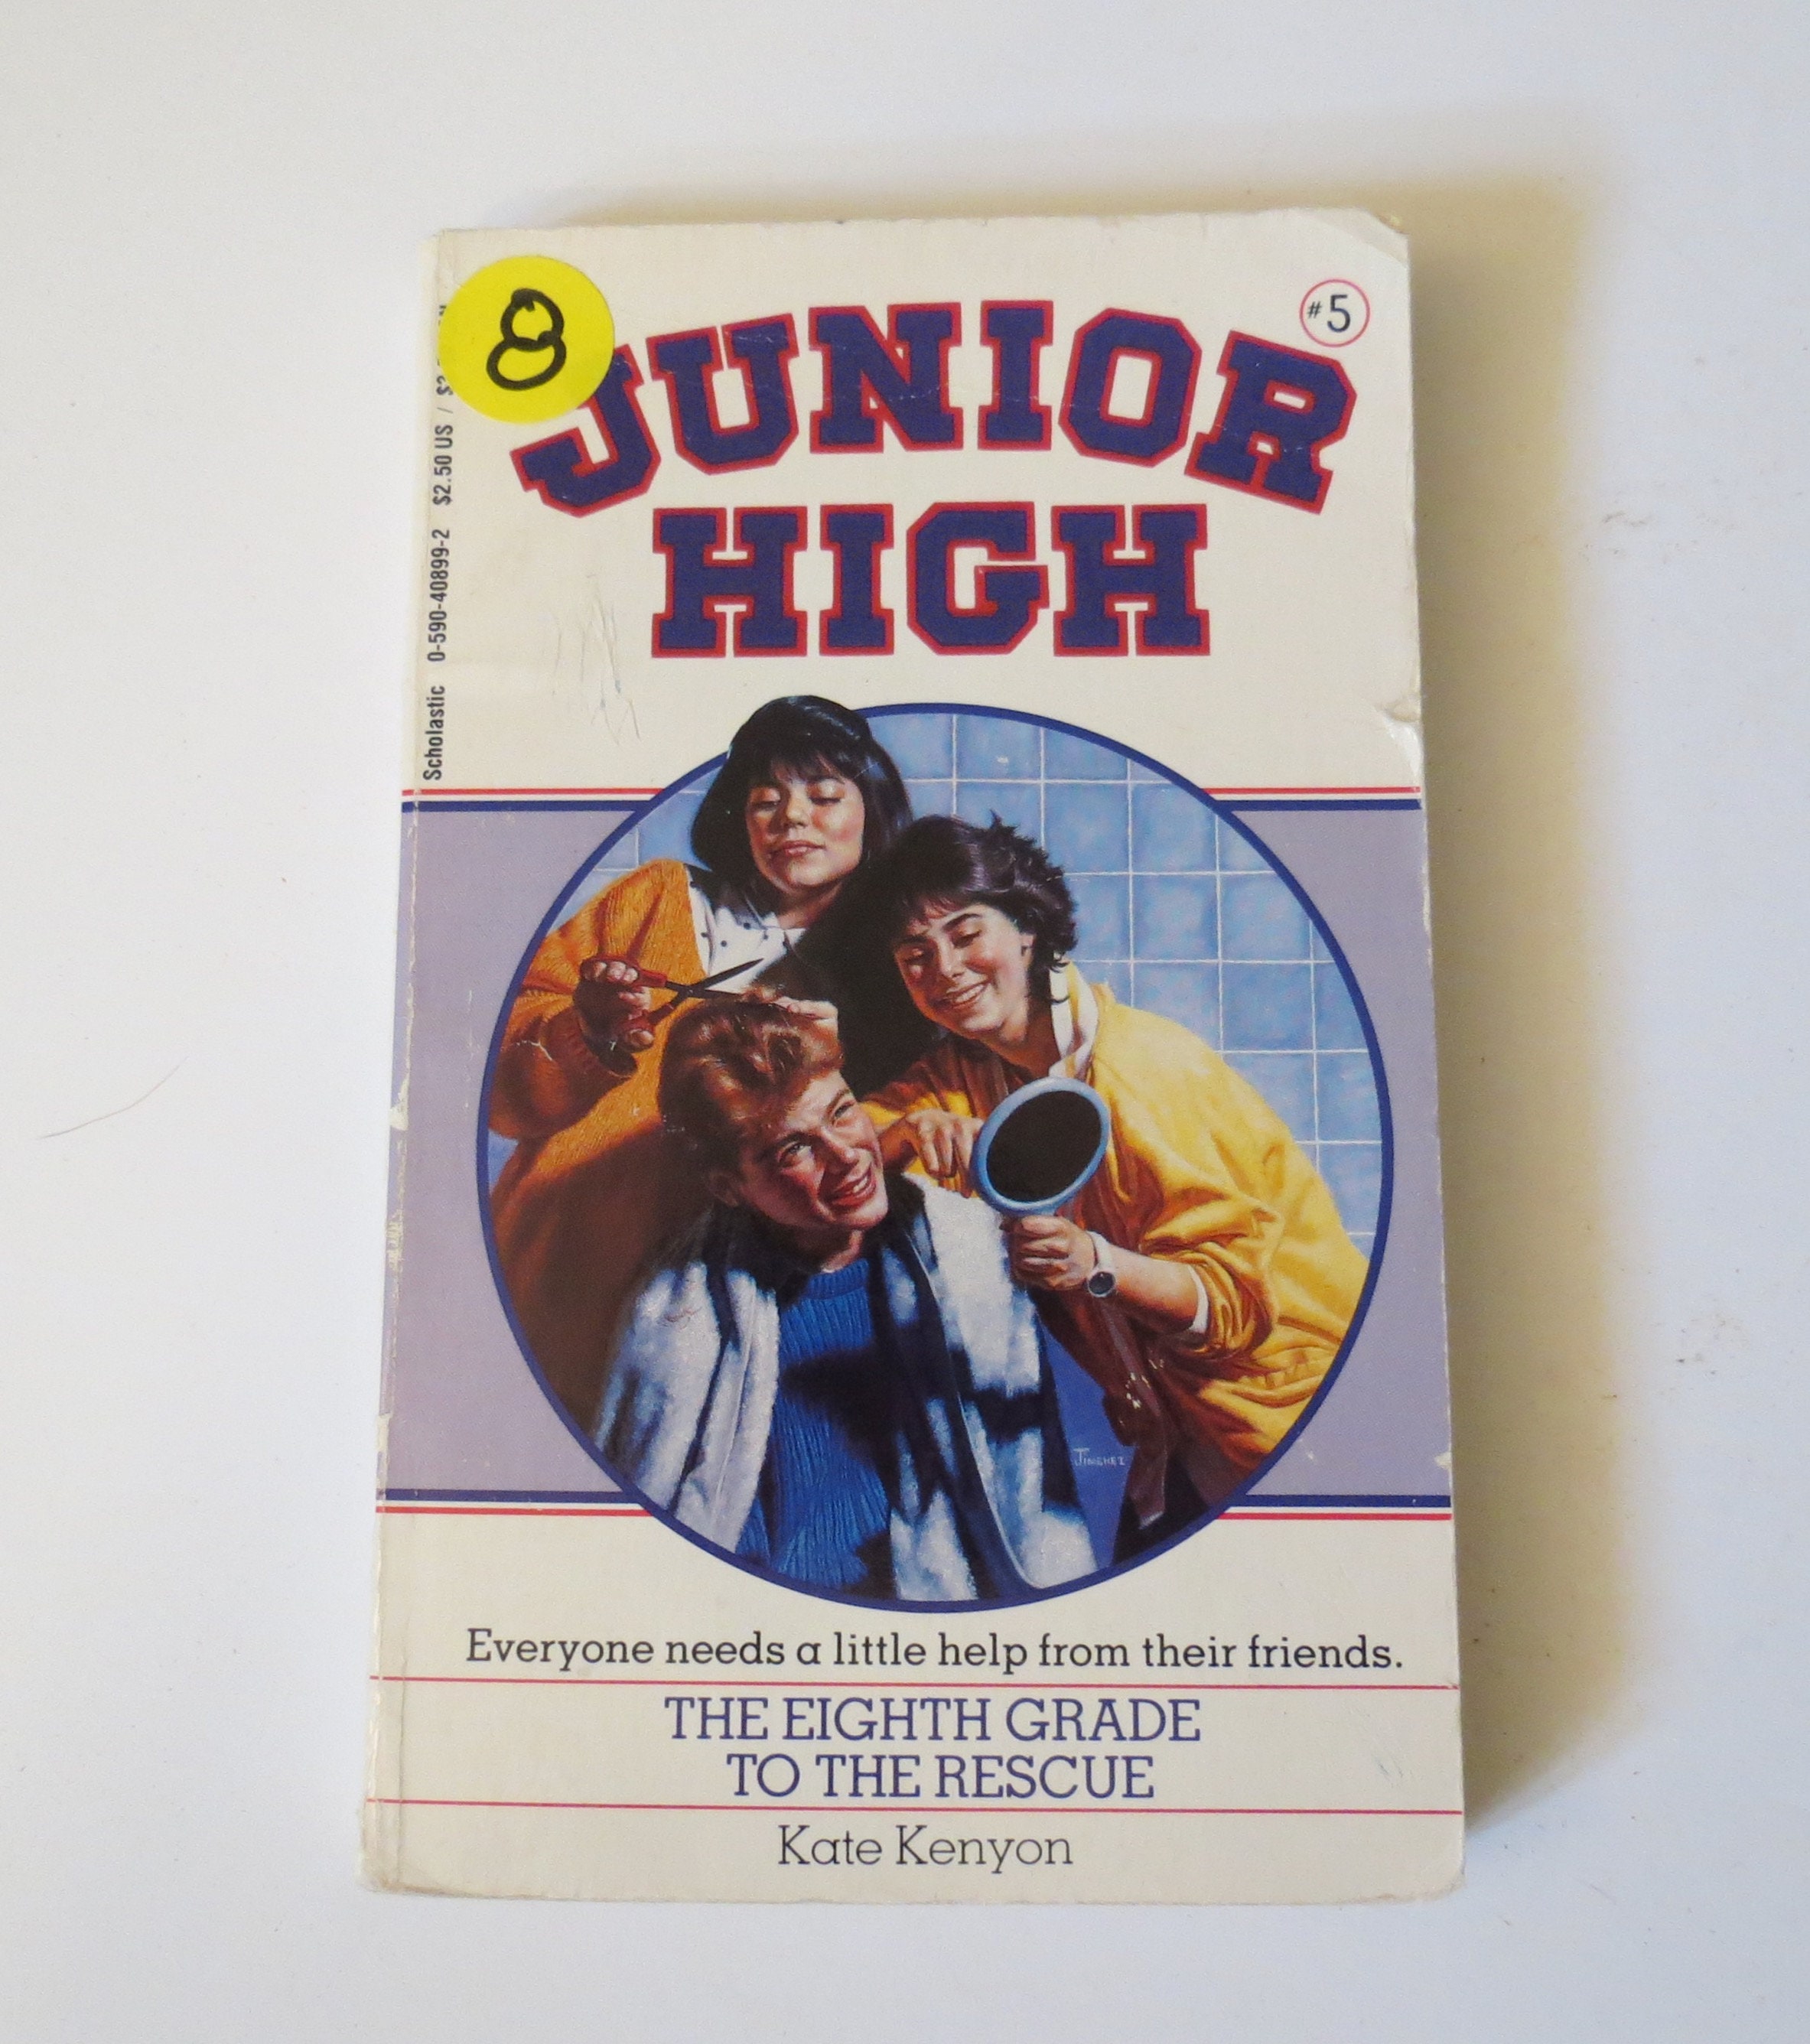 8
#5
JUNIOR
HIGH
Scholastic 0-590-40899-2 $2.50 US /
Everyone needs a little help from their friends.
THE EIGHTH GRADE
TO THE RESCUE
Kate Kenyon